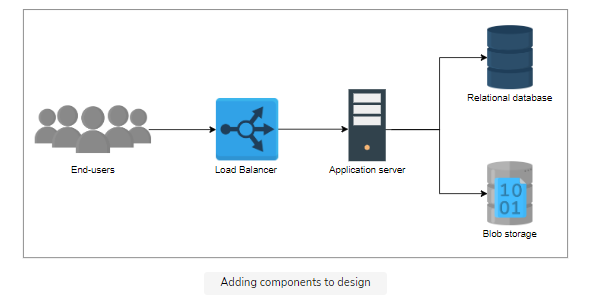 Relational database
End-users
Load Balancer
Application server
10
01
Blob storage
Adding components to design